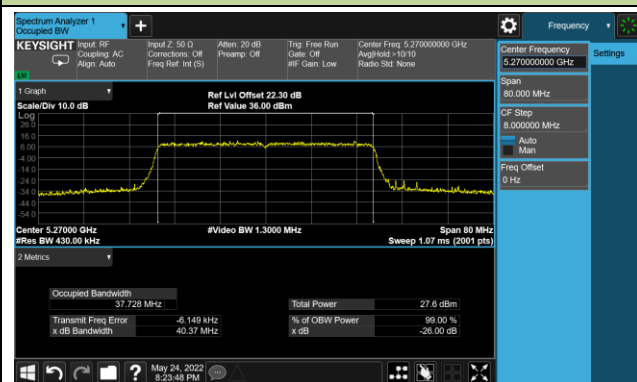 Spectrum Analyzer 1
Occupied BW
Frequency
KEYSIGHT
Input: RF
Coupling: AC
Align: Auto
Input Z: 50 Ω
Corrections: Off
Freq Ref: Int (S)
Atten: 20 dB
Preamp: Off
Trig: Free Run
Gate: Off
#IF Gain: Low
Center Freq: 5.270000000 GHz
Avg|Hold:>10/10
Radio Std: None
Center Frequency
5.270000000 GHz
Settings
Span
80.000 MHz
CF Step
8.000000 MHz
Auto
Man
Freq Offset
0 Hz
1 Graph
Scale/Div 10.0 dB
Ref Lvl Offset 22.30 dB
Ref Value 36.00 dBm
Log
26.0
16.0
6.00
-4.00
-14.0
-24.0
-34.0
-44.0
-54.0
Center 5.27000 GHz
#Res BW 430.00 kHz
#Video BW 1.3000 MHz
Span 80 MHz
Sweep 1.07 ms (2001 pts)
2 Metrics
Occupied Bandwidth
37.728 MHz
Total Power 27.6 dBm
Transmit Freq Error -6.149 kHz
% of OBW Power 99.00 %
x dB Bandwidth 40.37 MHz
x dB -26.00 dB
?
May 24, 2022
8:23:48 PM